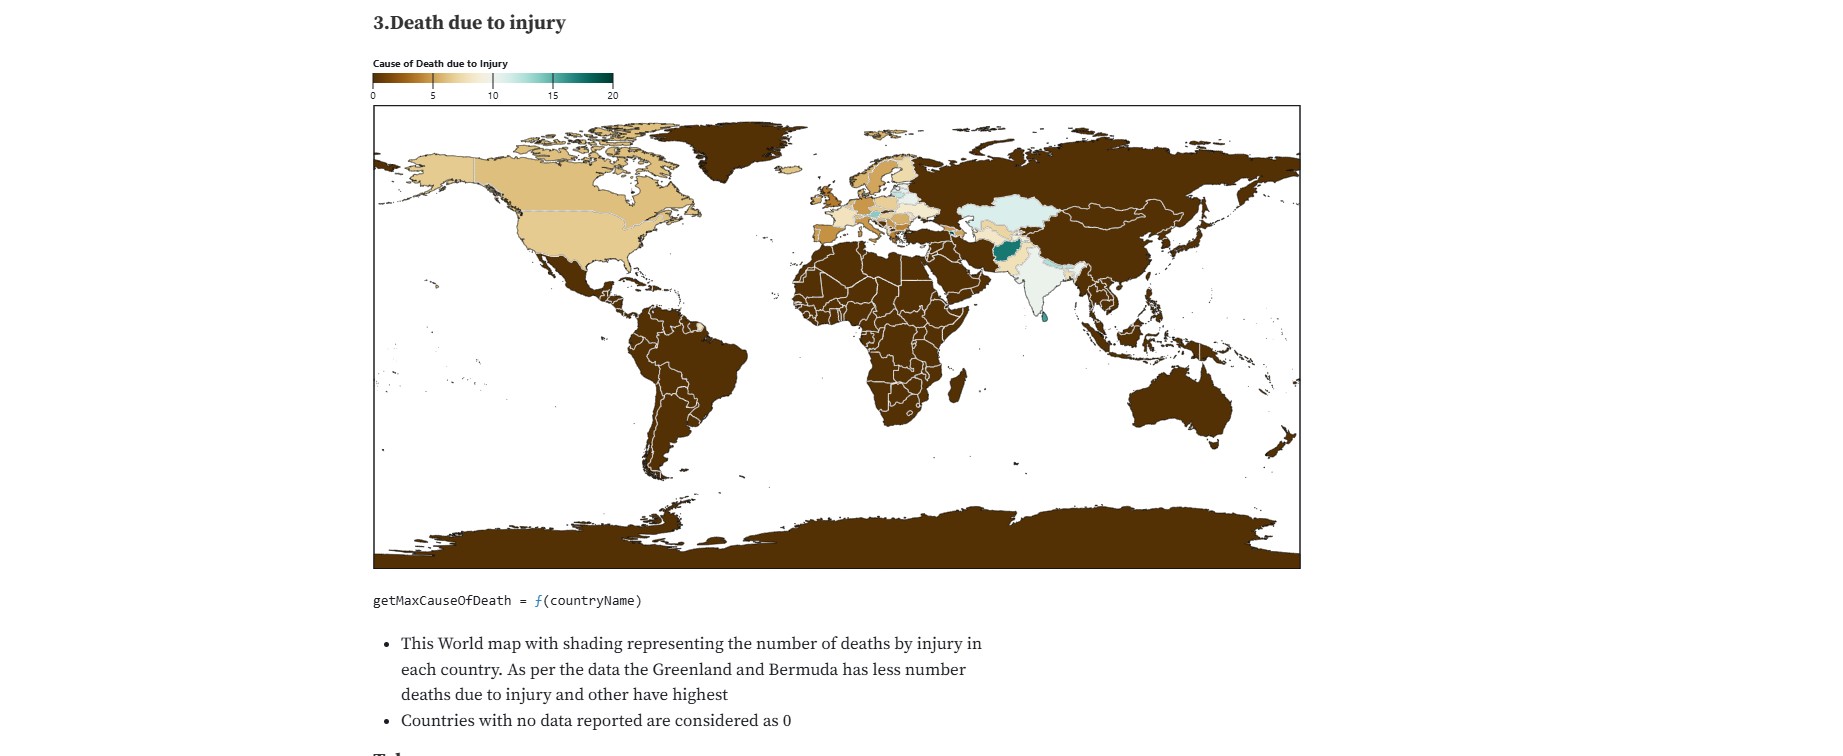 3.Death due to injury
Cause of Death due to Injury
0 5 10 15 20
getMaxCauseOfDeath = ƒ(countryName)
• This World map with shading representing the number of deaths by injury in
each country. As per the data the Greenland and Bermuda has less number
deaths due to injury and other have highest
• Countries with no data reported are considered as 0